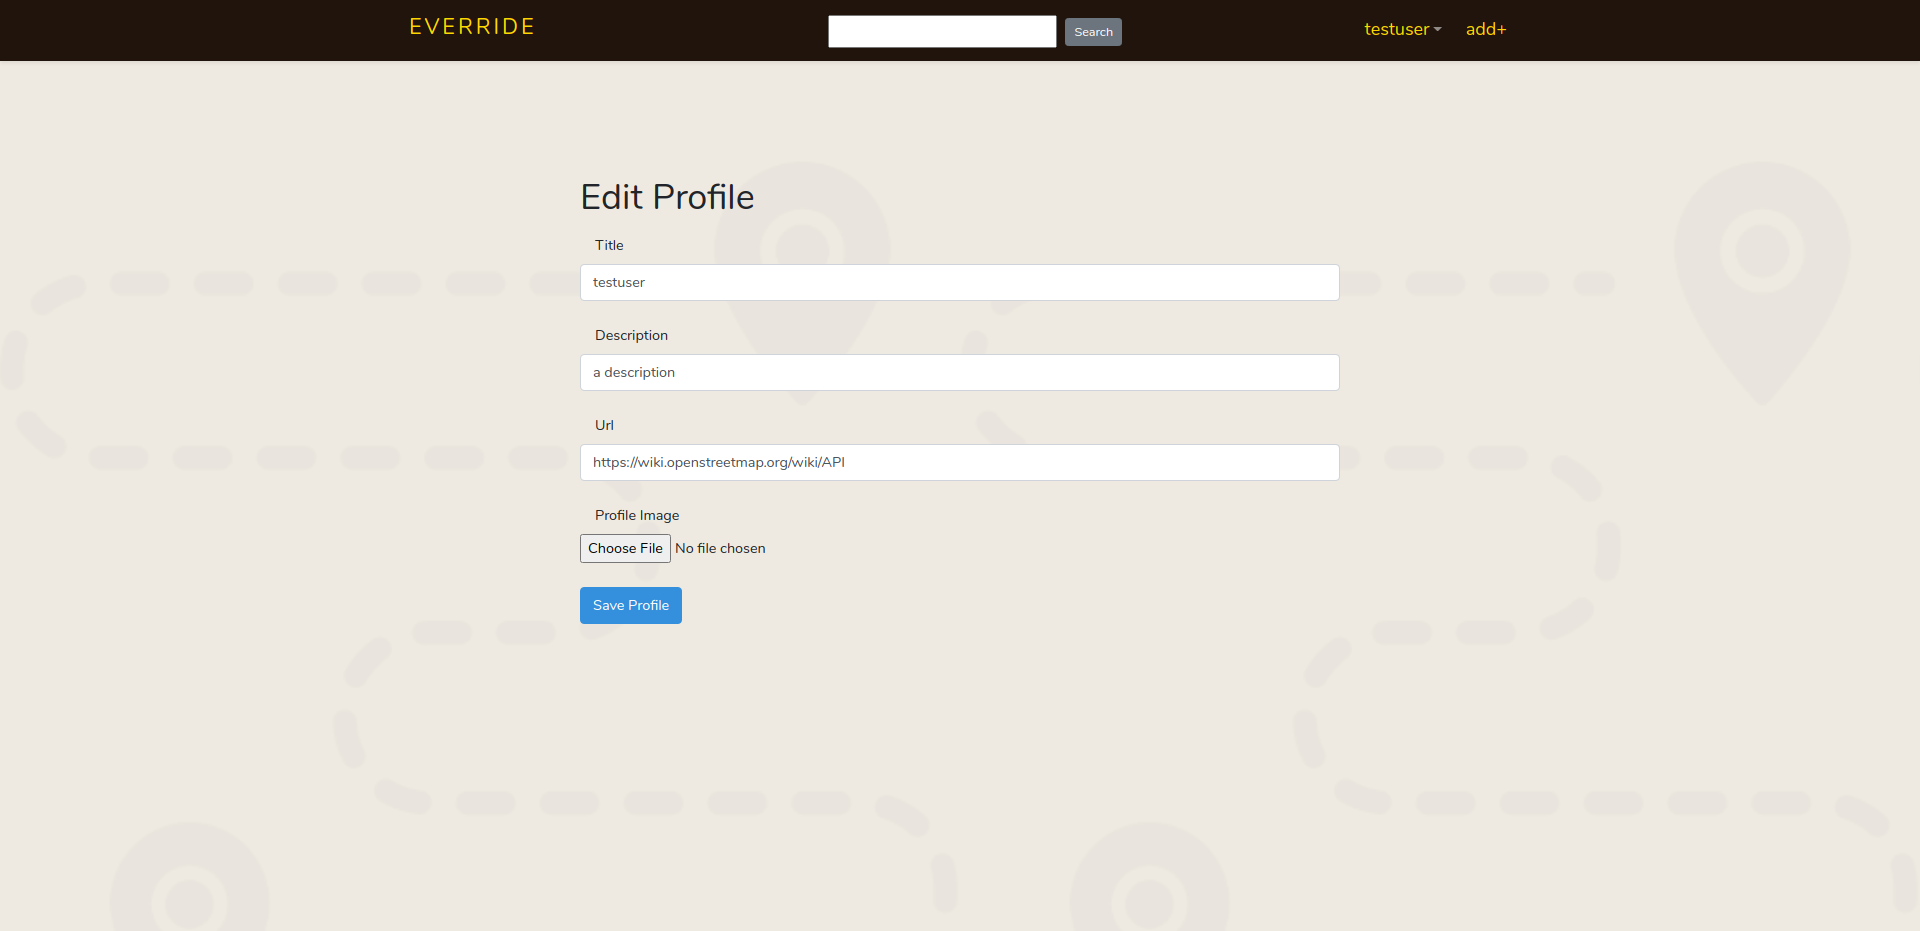 EVERRIDE
Search
testuser
add+
Edit Profile
Title
testuser
Description
a description
Url
https://wiki.openstreetmap.org/wiki/API
Profile Image
Choose File No file chosen
Save Profile